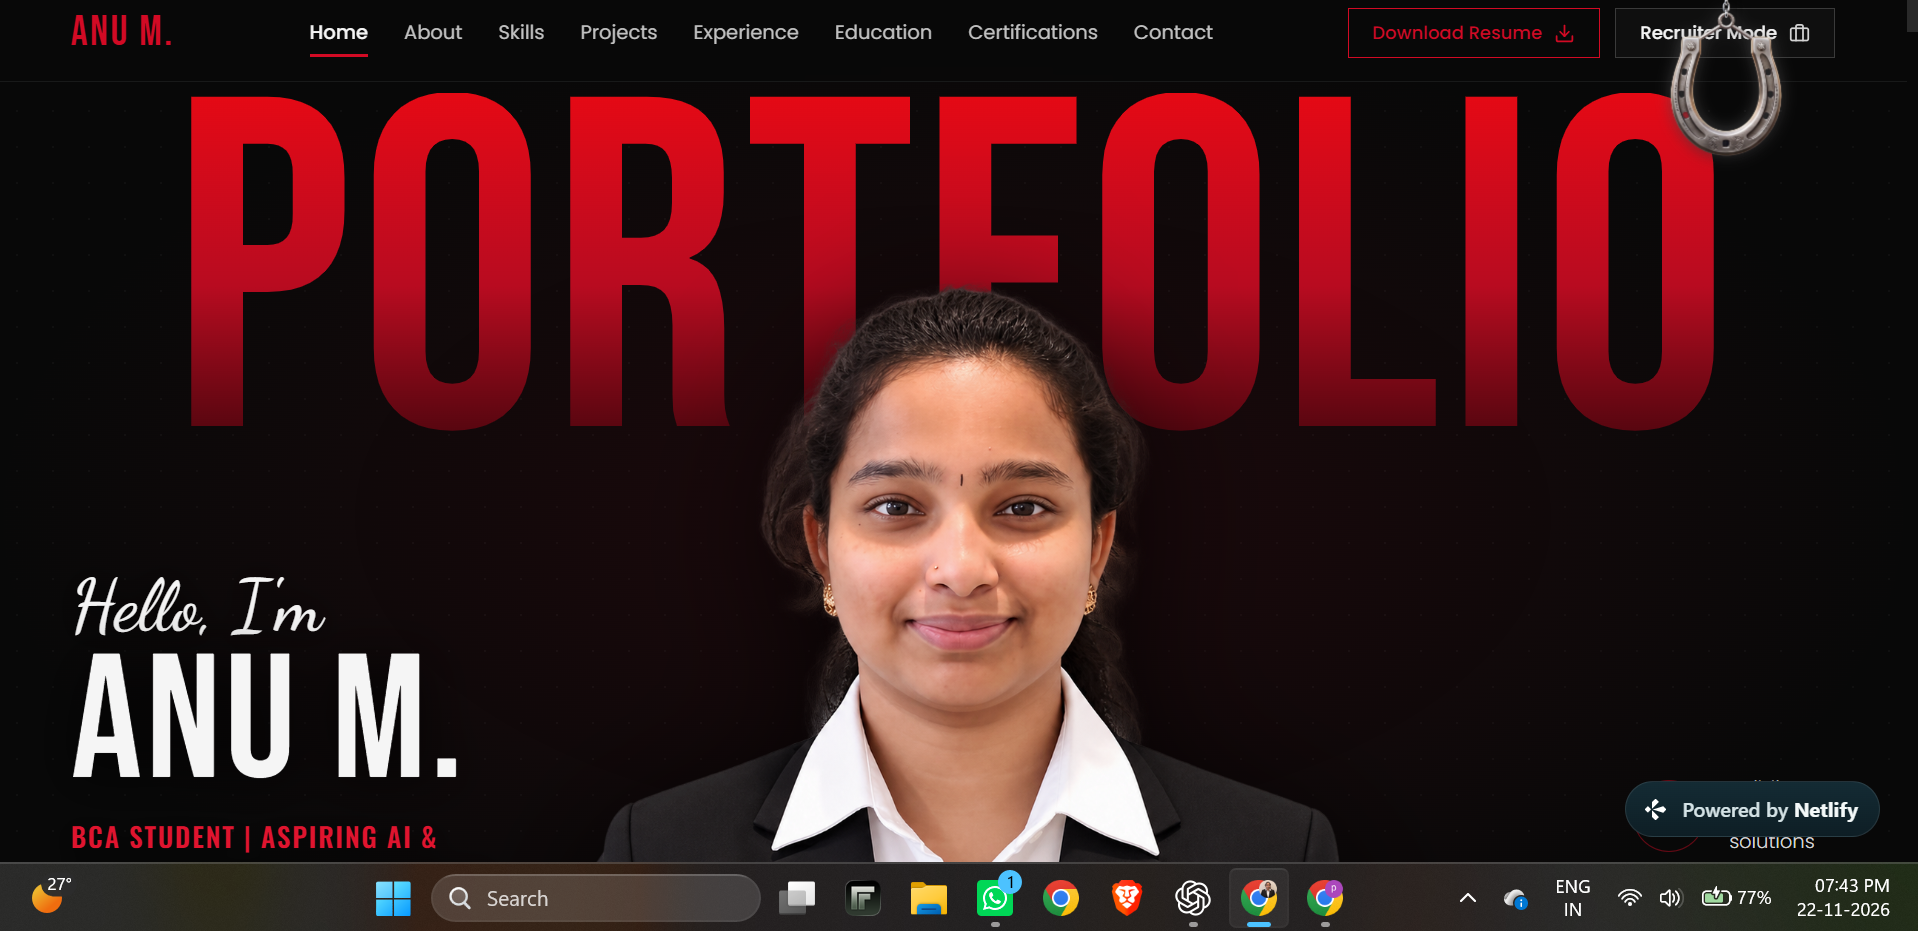 ANU M.
Home About Skills Projects Experience Education Certifications Contact
Download Resume
Recruiter Mode
PORTFOLIO
Hello, I'm
ANU M.
BCA STUDENT | ASPIRING AI &
Powered by Netlify
solutions
27°
Search
1
P
ENG
IN
77%
07:43 PM
22-11-2026